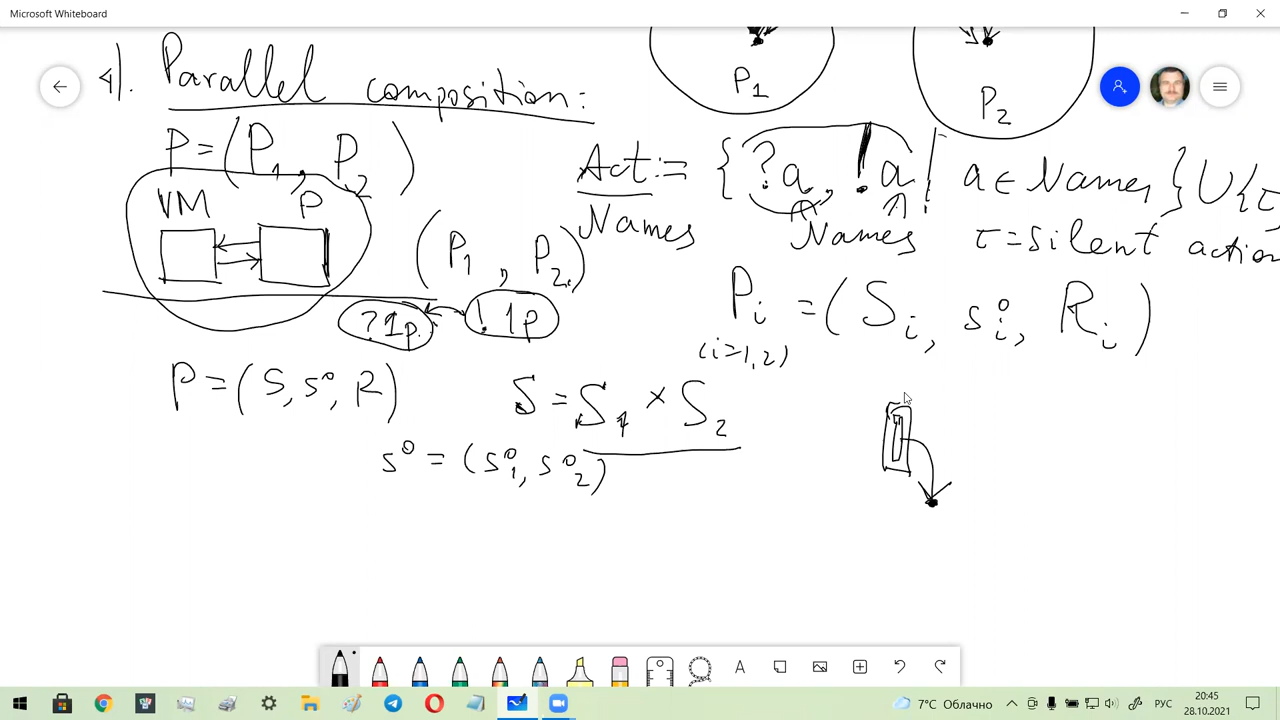 Microsoft Whiteboard
4). Parallel composition:
P₁
P₂
P = (P₁, P₂)
Act := {?a, !a | a ∈ Names} ∪ {τ
VM P
Names
Names
τ = silent action
(P₁, P₂)
Pᵢ = (Sᵢ, sᵢ⁰, Rᵢ)
(i=1,2)
?1p. !1p
P = (S, s⁰, R)
S = S₁ × S₂
s⁰ = (s₁⁰, s₂⁰)
A
7°C Облачно
РУС
20:45
28.10.2021